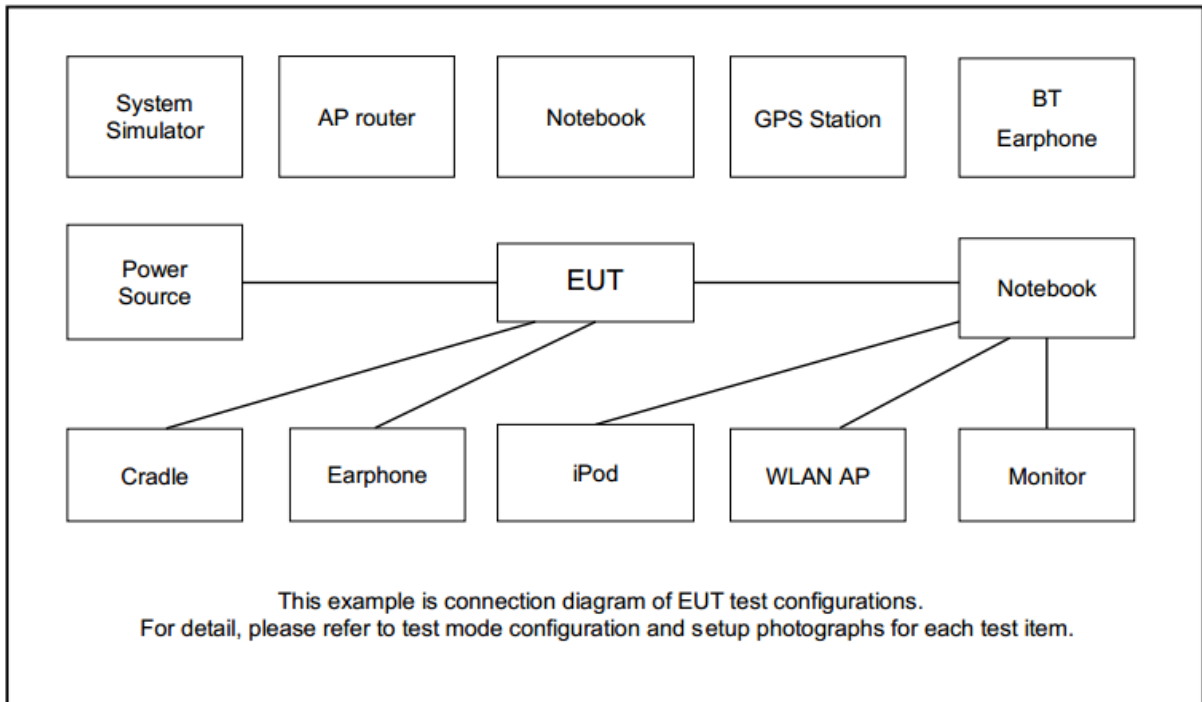 System
Simulator
AP router
Notebook
GPS Station
BT
Earphone
Power
Source
EUT
Notebook
Cradle
Earphone
iPod
WLAN AP
Monitor
This example is connection diagram of EUT test configurations.
For detail, please refer to test mode configuration and setup photographs for each test item.